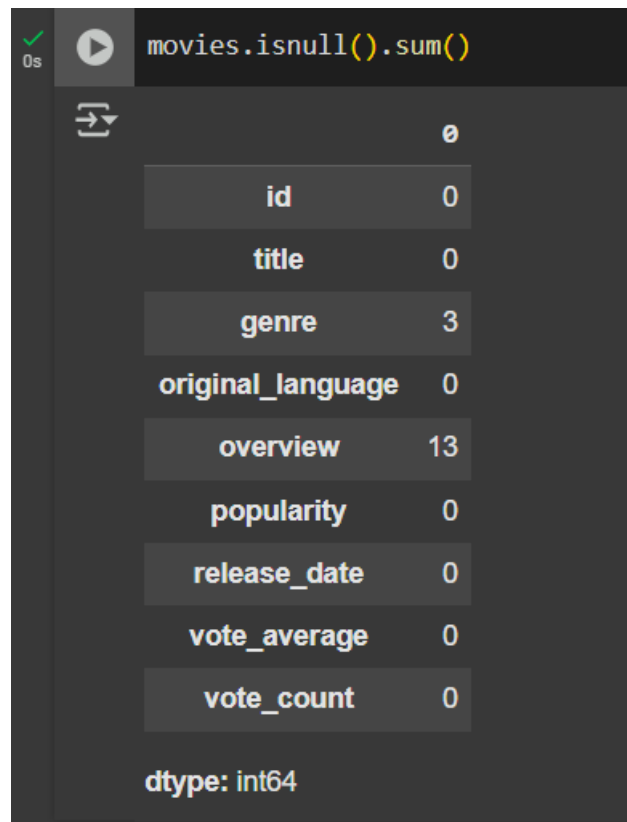 movies.isnull().sum()
0s
0
id 0
title 0
genre 3
original_language 0
overview 13
popularity 0
release_date 0
vote_average 0
vote_count 0
dtype: int64